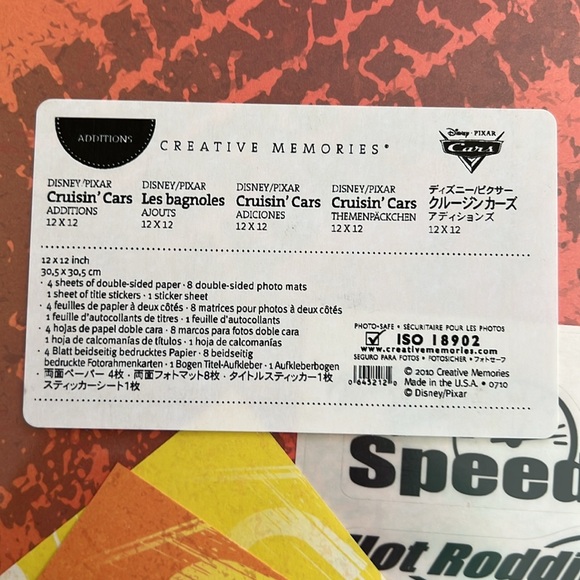 ADDITIONS
CREATIVE MEMORIES®
Disney · PIXAR
Cars
DISNEY/PIXAR
Cruisin' Cars
ADDITIONS
12 X 12
DISNEY/PIXAR
Les bagnoles
AJOUTS
12 X 12
DISNEY/PIXAR
Cruisin' Cars
ADICIONES
12 X 12
DISNEY/PIXAR
Cruisin' Cars
THEMENPÄCKCHEN
12 X 12
ディズニー/ピクサー
クルージンカーズ
アディションズ
12 X 12
12 x 12 inch
30,5 x 30,5 cm
· 4 sheets of double-sided paper · 8 double-sided photo mats
1 sheet of title stickers · 1 sticker sheet
· 4 feuilles de papier à deux côtés · 8 matrices pour photos à deux côtés
1 feuille d'autocollants de titres · 1 feuille d'autocollants
· 4 hojas de papel doble cara · 8 marcos para fotos doble cara
1 hoja de calcomanías de títulos · 1 hoja de calcomanías
· 4 Blatt beidseitig bedrucktes Papier · 8 beidseitig
bedruckte Fotorahmenkarten · 1 Bogen Titel-Aufkleber · 1 Aufkleberbogen
· 両面ペーパー 4枚 · 両面フォトマット8枚 · タイトルステッカー1枚
ステッカーシート1枚
PHOTO-SAFE · SÉCURITAIRE POUR LES PHOTOS
ISO 18902
www.creativememories.com
SEGURO PARA FOTOS · FOTOSICHER · フォトセーフ
0 645212 0
© 2010 Creative Memories
Made in the U.S.A. • 0710
© Disney/Pixar
Speed
Hot Roddi